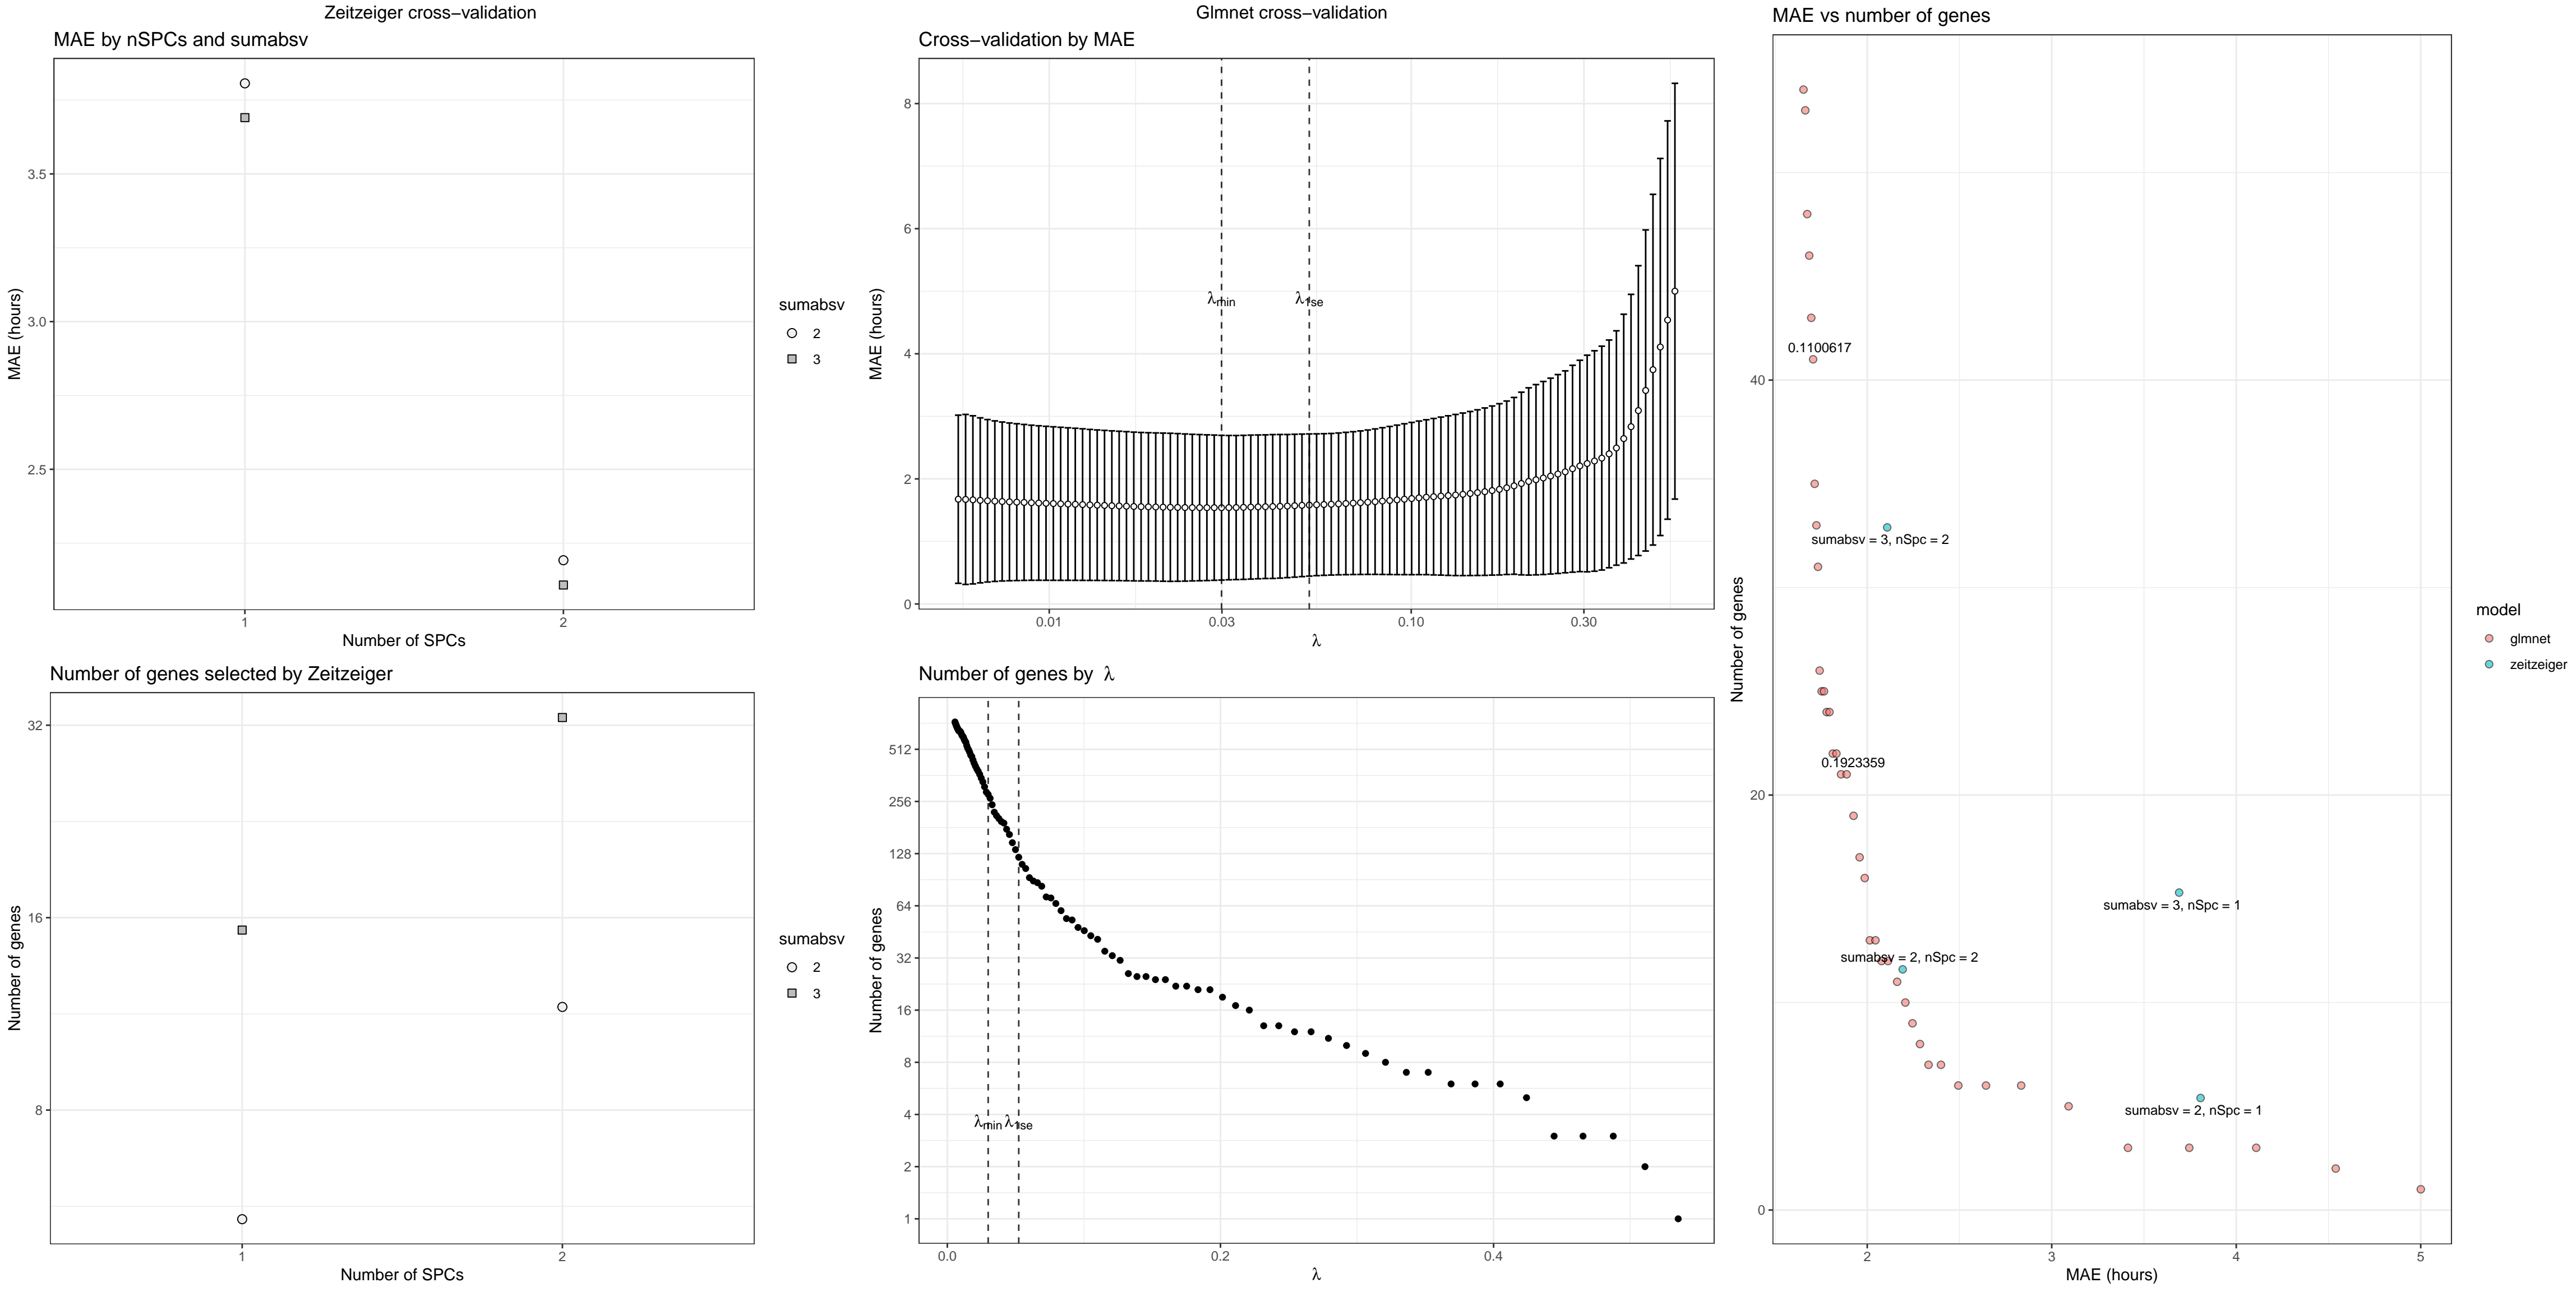 Zeitzeiger cross−validation
MAE by nSPCs and sumabsv
MAE (hours)
3.5
3.0
2.5
1
2
Number of SPCs
sumabsv
2
3
Number of genes selected by Zeitzeiger
Number of genes
32
16
8
1
2
Number of SPCs
sumabsv
2
3
Glmnet cross−validation
Cross−validation by MAE
MAE (hours)
8
6
4
2
0
λmin
λ1se
0.01
0.03
0.10
0.30
λ
Number of genes by λ
Number of genes
512
256
128
64
32
16
8
4
2
1
λmin
λ1se
0.0
0.2
0.4
λ
MAE vs number of genes
Number of genes
40
20
0
0.1100617
sumabsv = 3, nSpc = 2
0.1923359
sumabsv = 3, nSpc = 1
sumabsv = 2, nSpc = 2
sumabsv = 2, nSpc = 1
2
3
4
5
MAE (hours)
model
glmnet
zeitzeiger